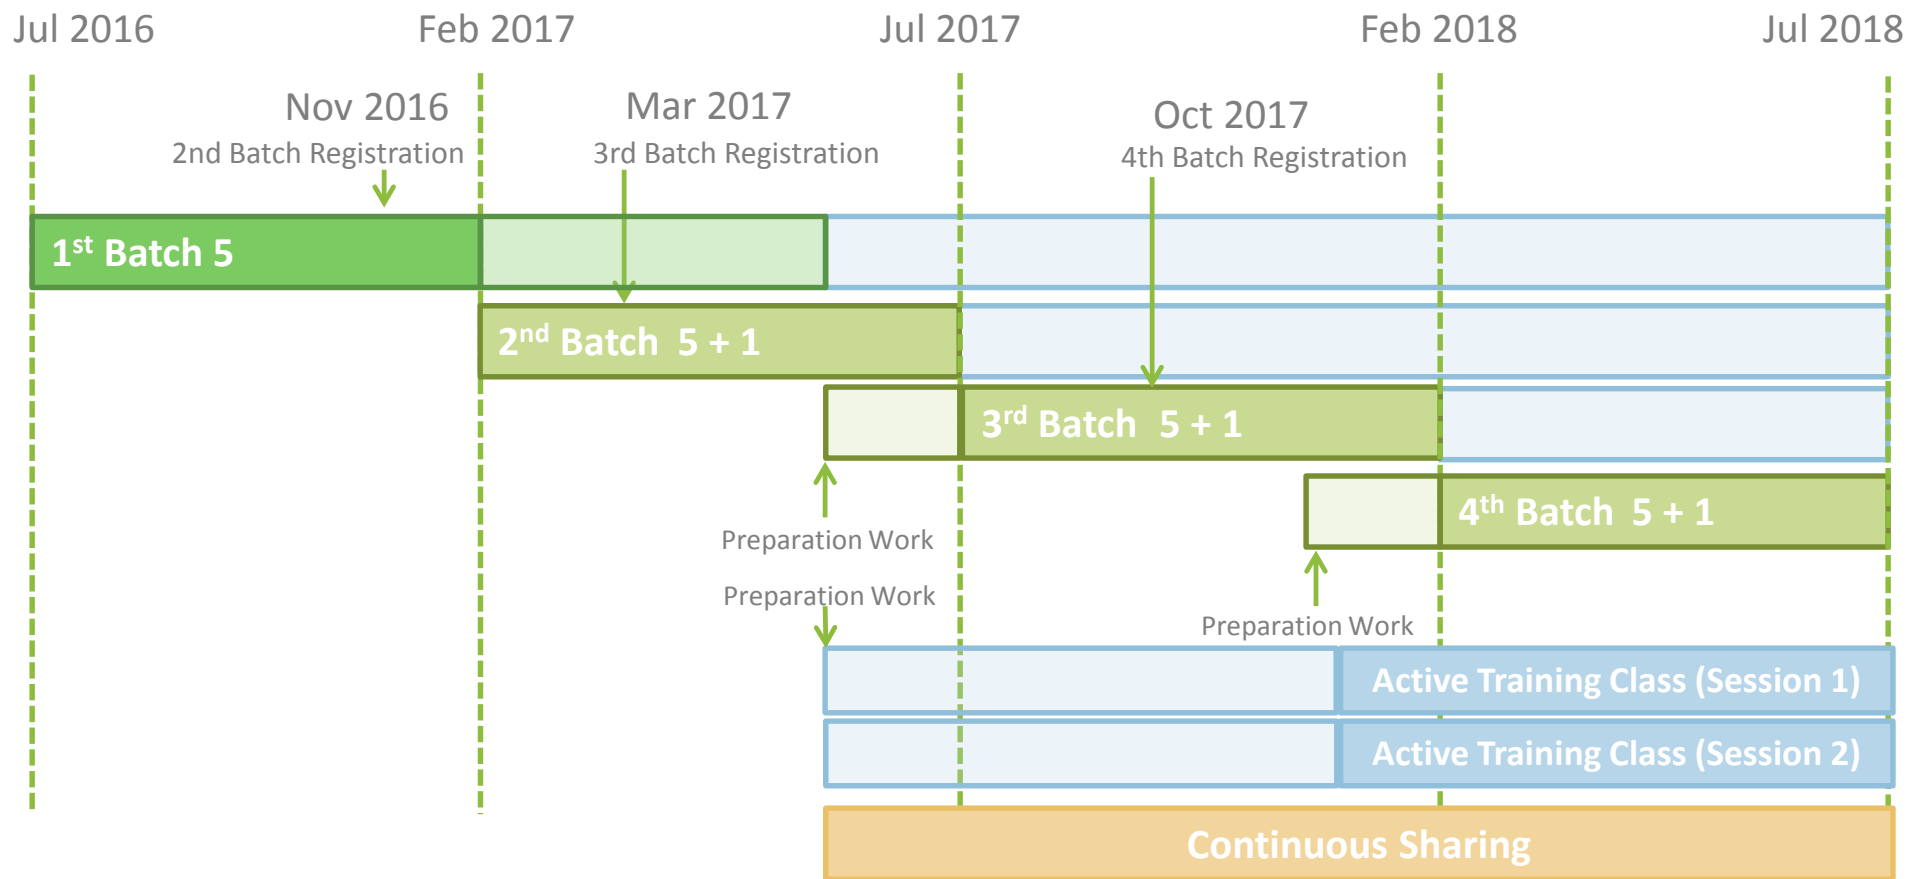 Jul 2016
Feb 2017
Jul 2017
Feb 2018
Jul 2018
Nov 2016
2nd Batch Registration
Mar 2017
3rd Batch Registration
Oct 2017
4th Batch Registration
1st Batch 5
2nd Batch 5 + 1
3rd Batch 5 + 1
4th Batch 5 + 1
Preparation Work
Preparation Work
Preparation Work
Active Training Class (Session 1)
Active Training Class (Session 2)
Continuous Sharing